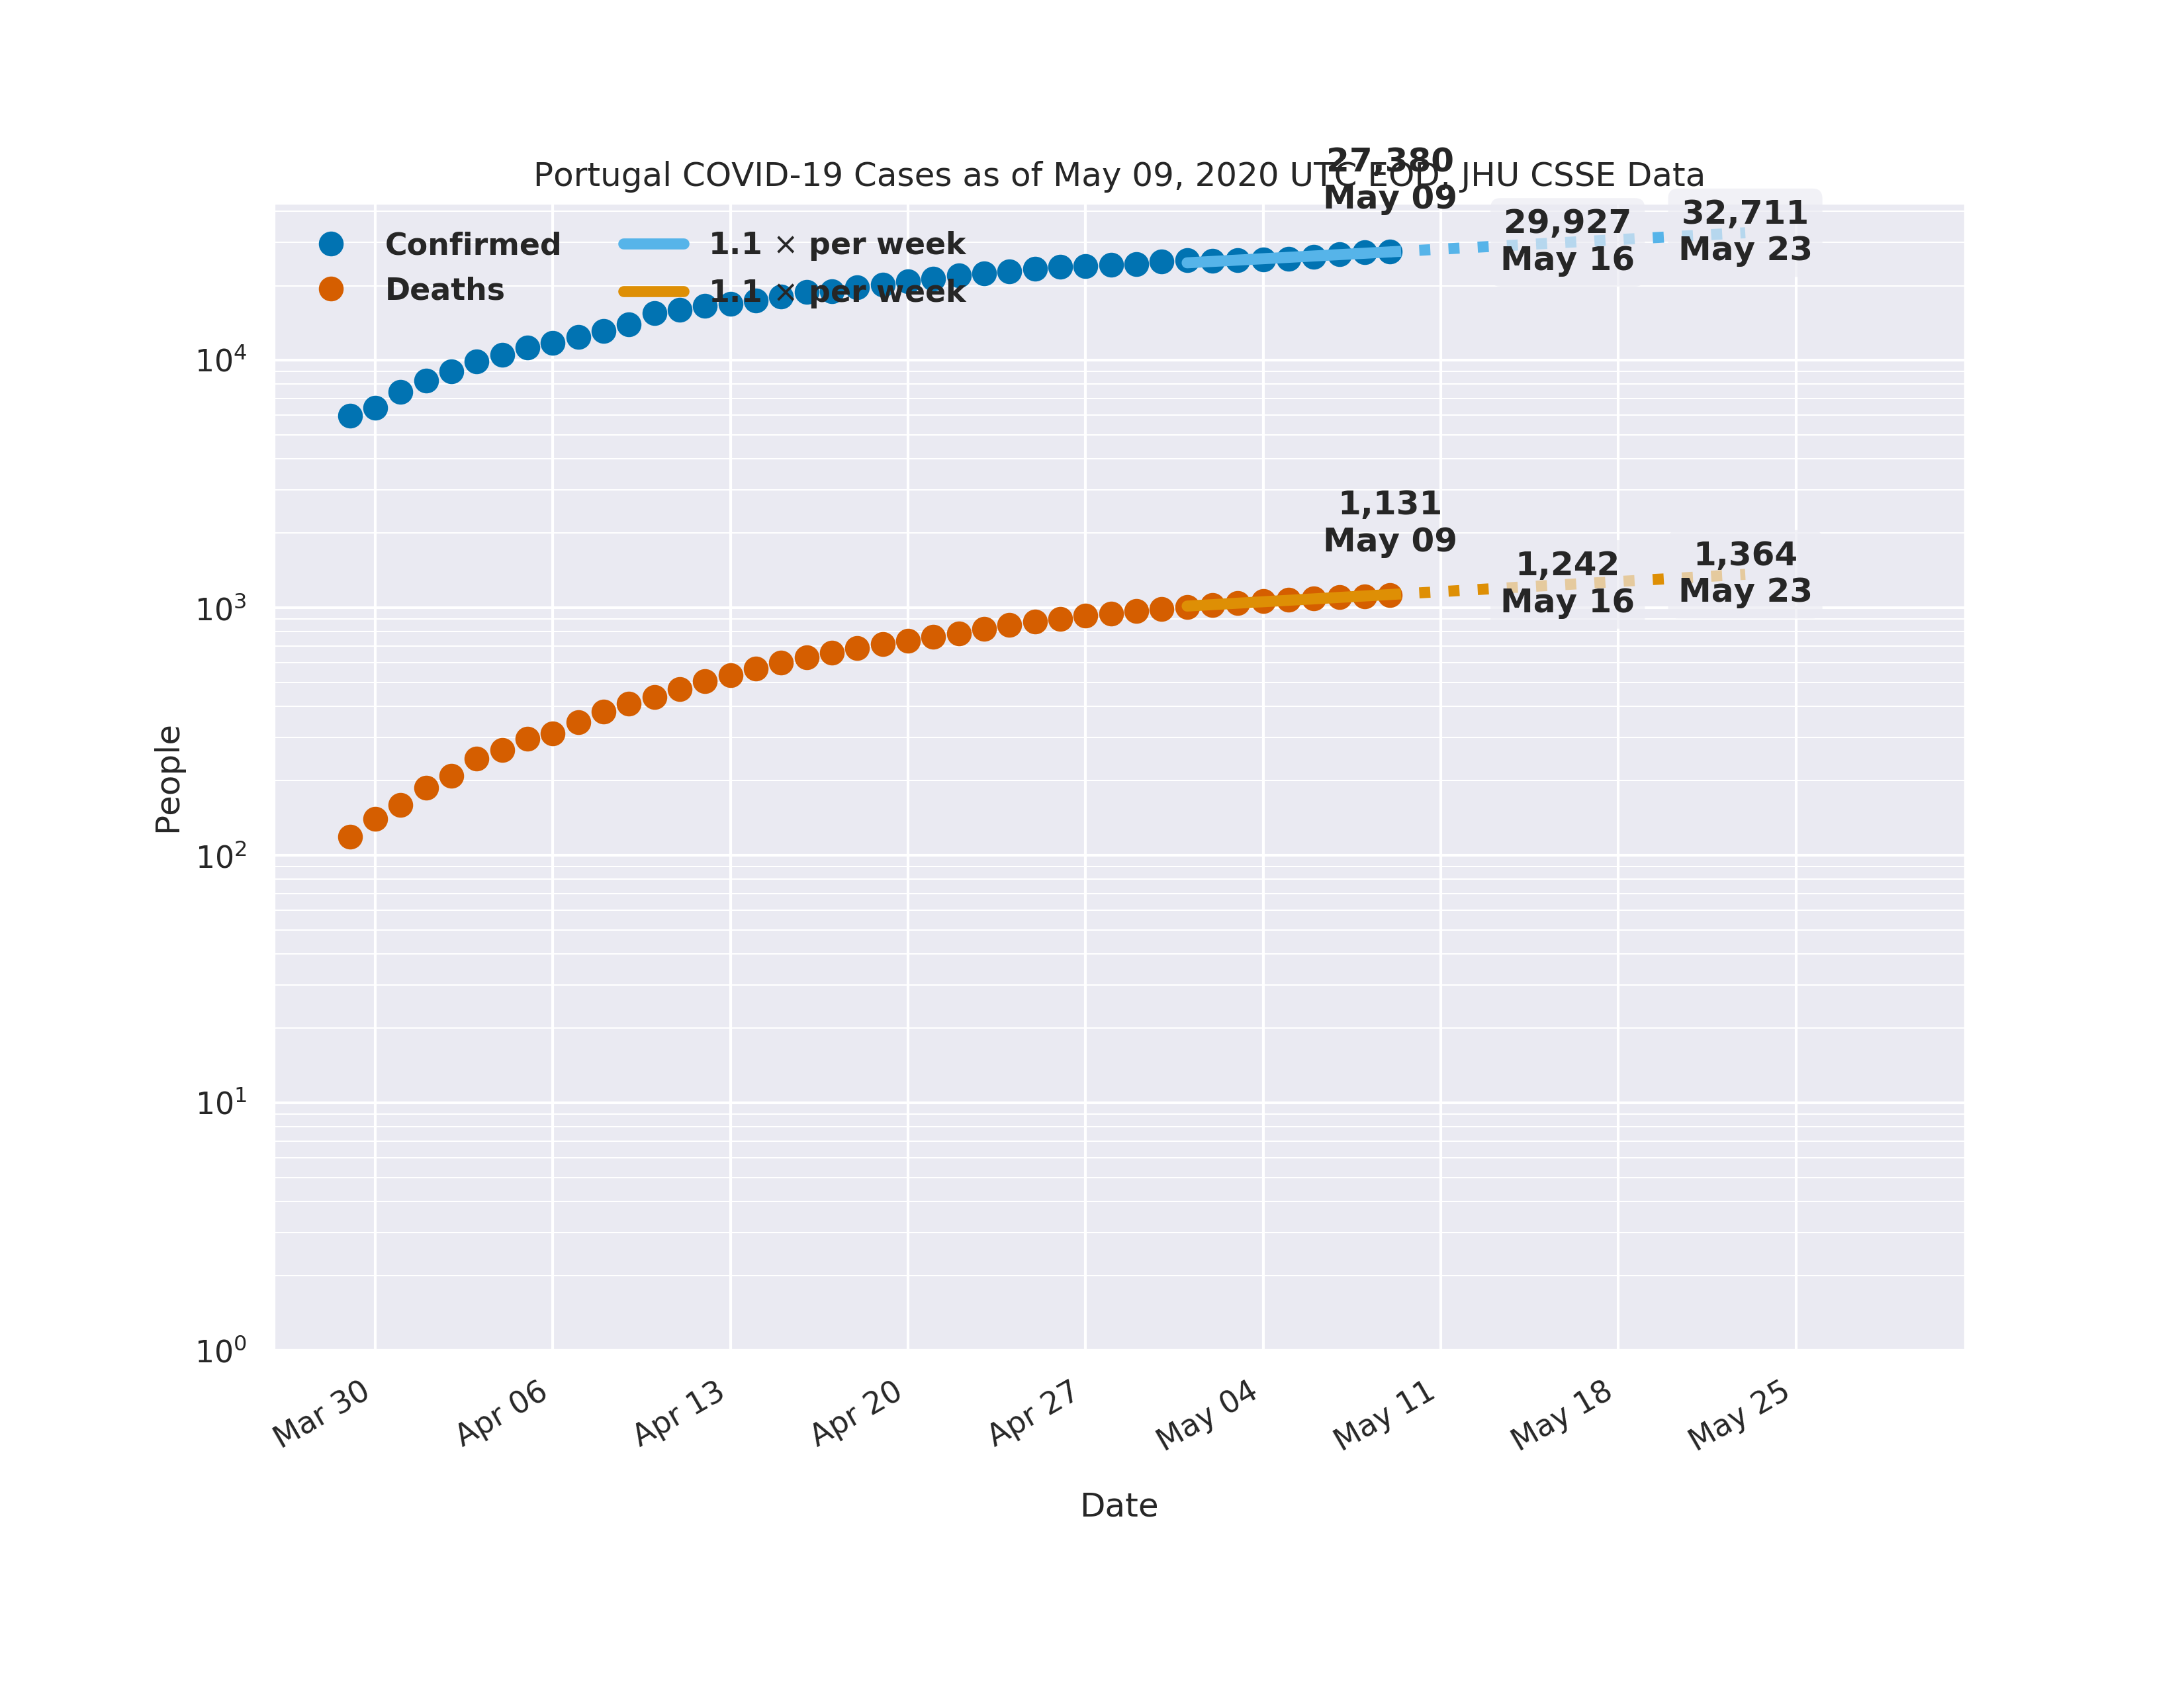 Portugal COVID-19 Cases as of May 09, 2020 UTC EOD, JHU CSSE Data
27,380
May 09
29,927
May 16
32,711
May 23
Confirmed
Deaths
1.1 × per week
1.1 × per week
1,131
May 09
1,242
May 16
1,364
May 23
People
10⁴
10³
10²
10¹
10⁰
Mar 30
Apr 06
Apr 13
Apr 20
Apr 27
May 04
May 11
May 18
May 25
Date